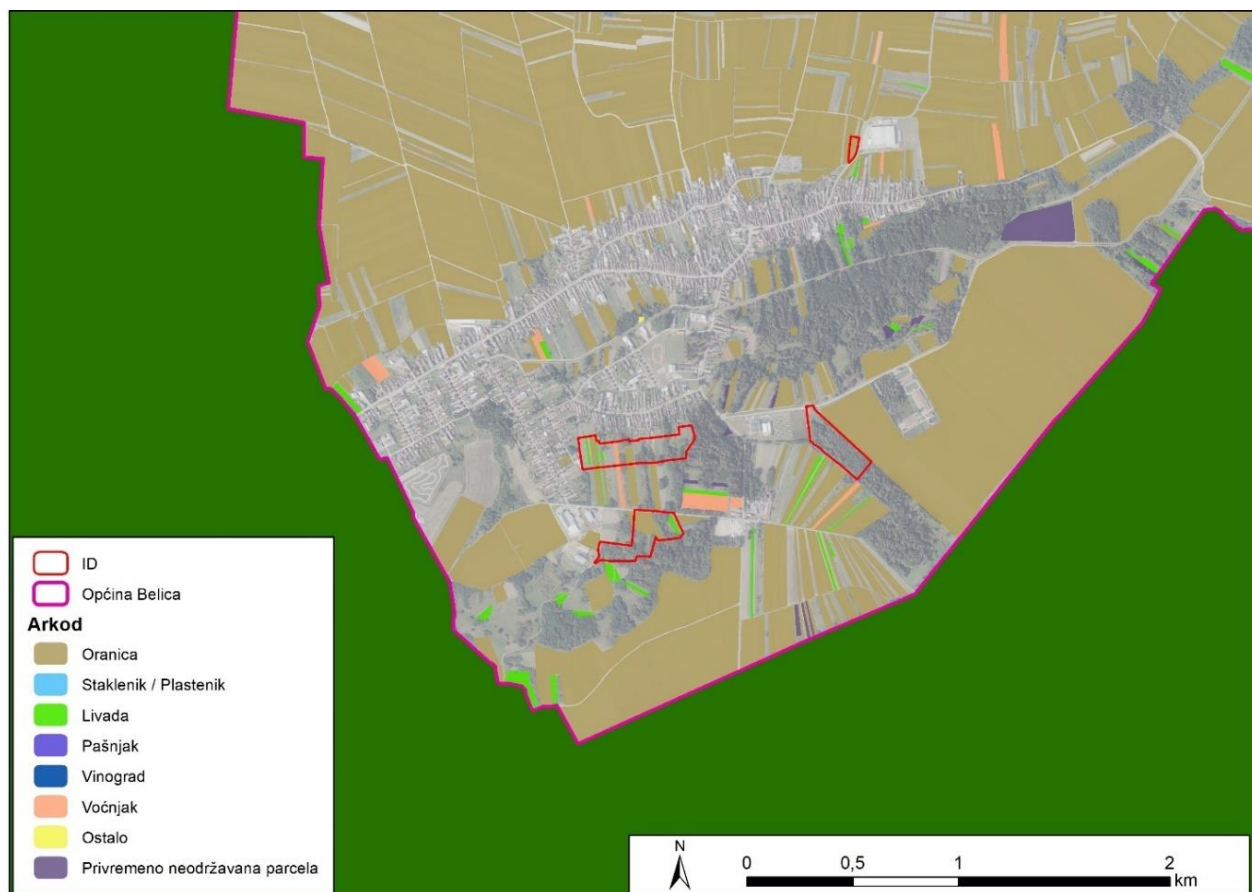 ID
Općina Belica
Arkod
Oranica
Staklenik / Plastenik
Livada
Pašnjak
Vinograd
Voćnjak
Ostalo
Privremeno neodržavana parcela
N
0 0,5 1 2
km